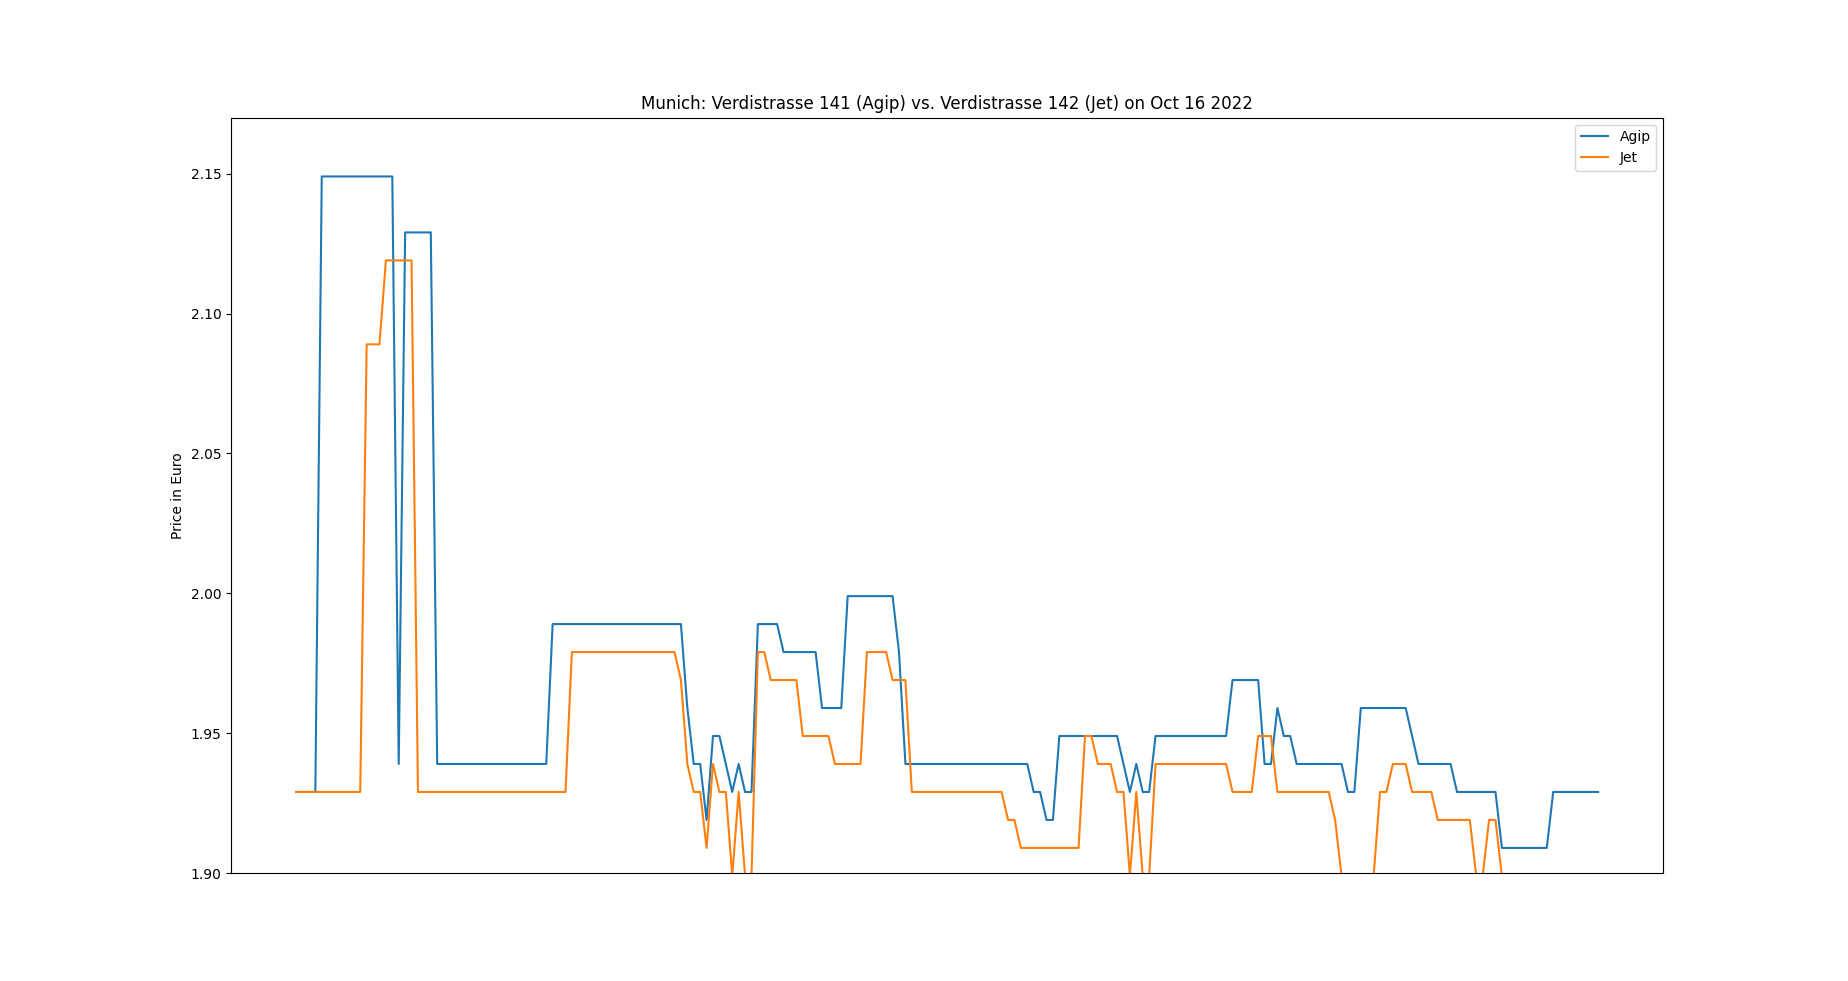 Munich: Verdistrasse 141 (Agip) vs. Verdistrasse 142 (Jet) on Oct 16 2022
Agip
Jet
2.15
2.10
2.05
2.00
1.95
1.90
Price in Euro